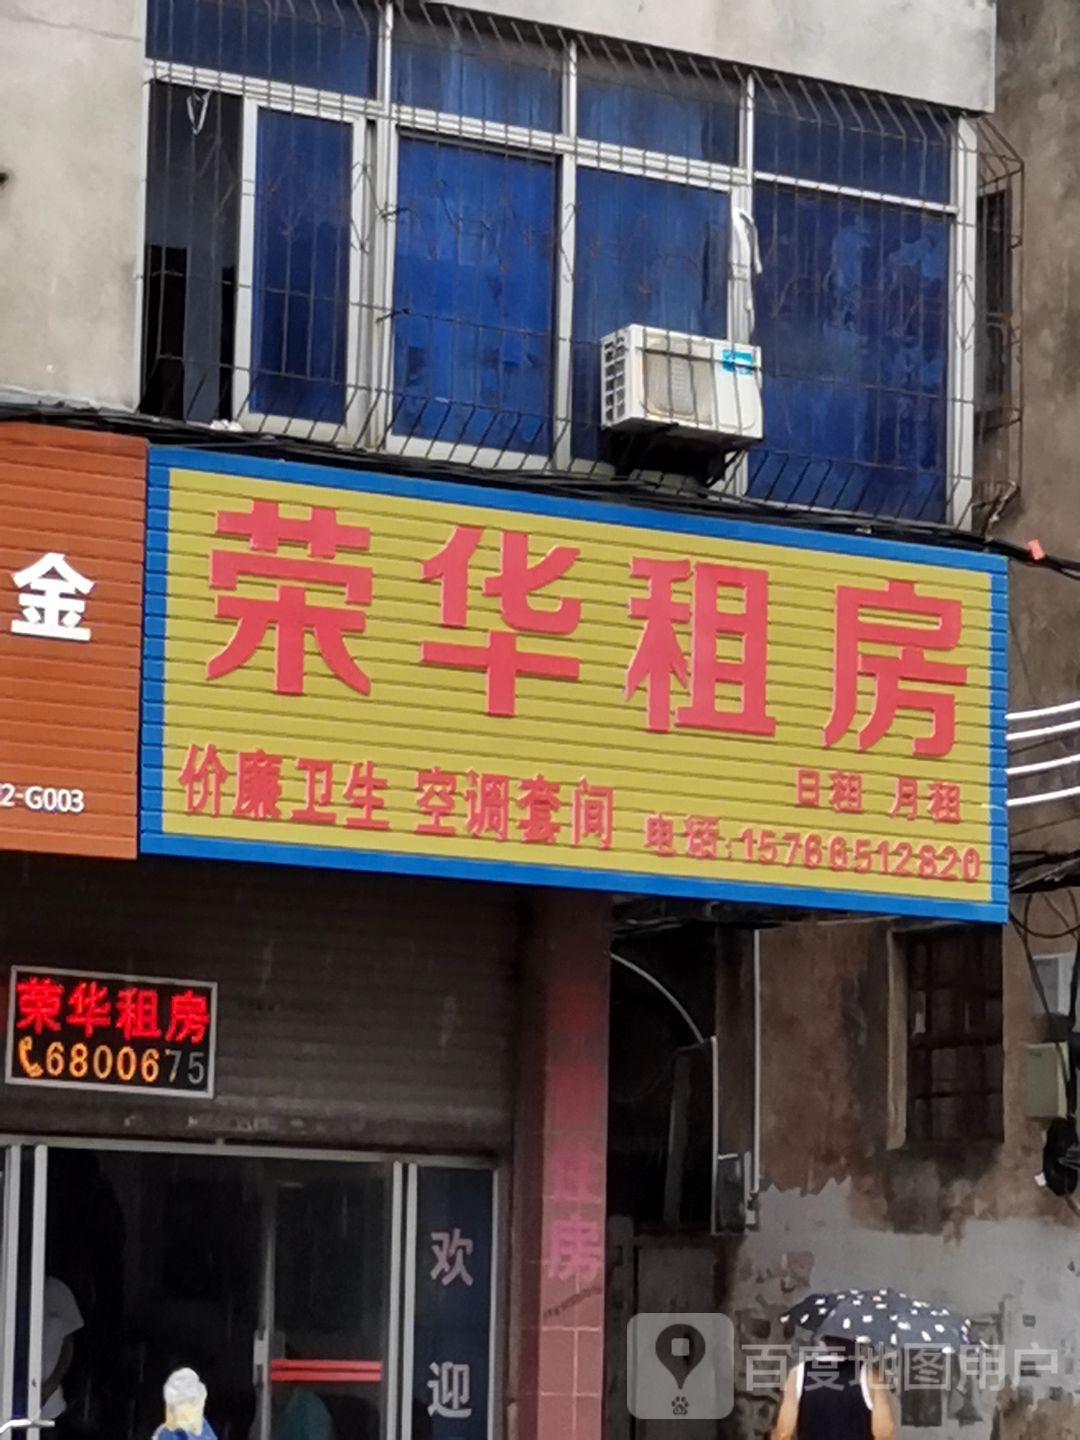 荣华租房
日租 月租
价廉卫生 空调套间
电话:15766512820
金
2-G003
荣华租房
6800675
欢迎
房
百度地图用户